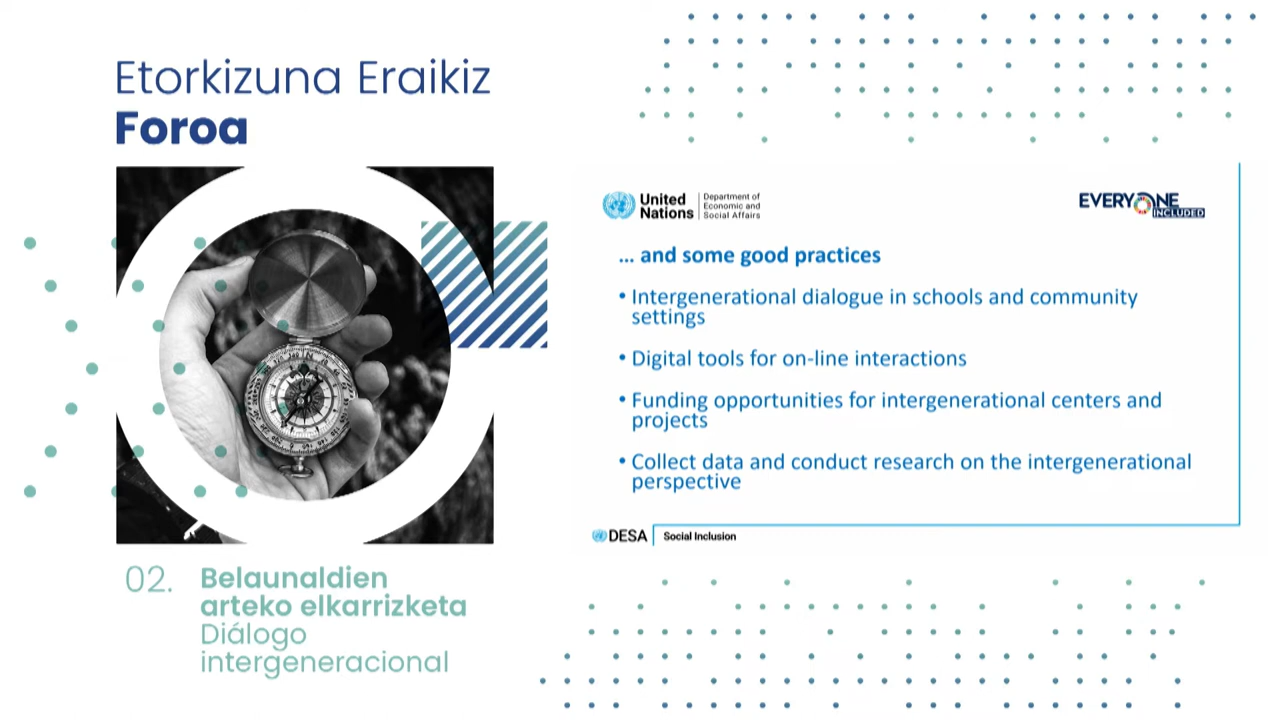 Etorkizuna Eraikiz
Foroa
02.
Belaunaldien
arteko elkarrizketa
Diálogo
intergeneracional
United
Nations
Department of
Economic and
Social Affairs
EVERYONE
INCLUDED
... and some good practices
• Intergenerational dialogue in schools and community
settings
• Digital tools for on-line interactions
• Funding opportunities for intergenerational centers and
projects
• Collect data and conduct research on the intergenerational
perspective
DESA
Social Inclusion